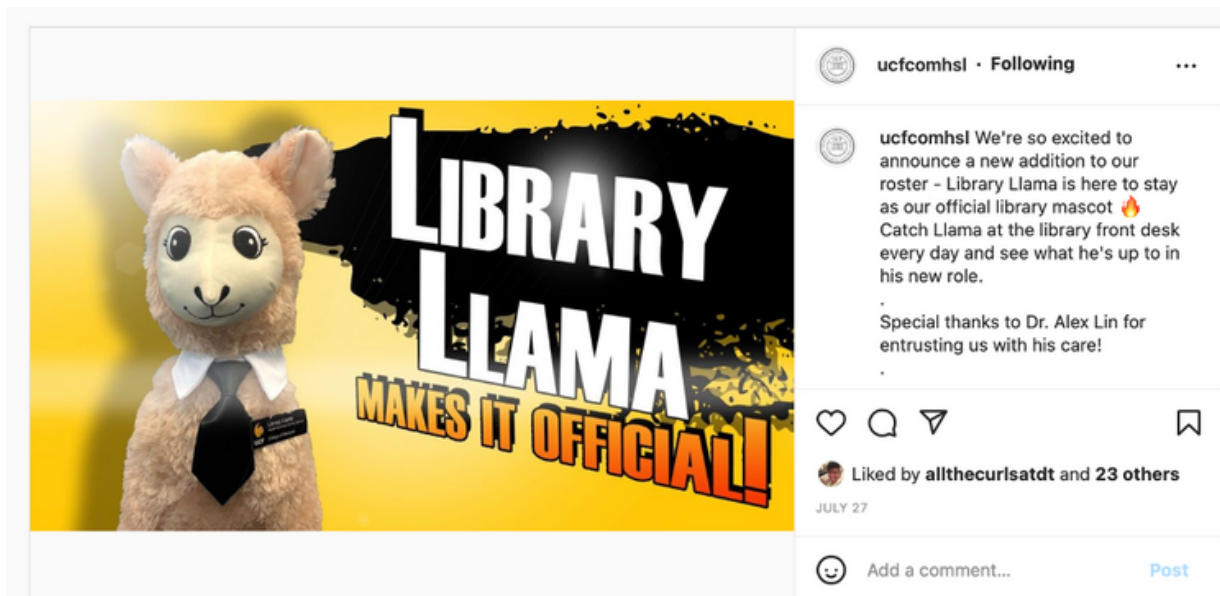 LIBRARY
LLAMA
MAKES IT OFFICIAL!
UCF
ucfcomhsl · Following
ucfcomhsl We're so excited to
announce a new addition to our
roster - Library Llama is here to stay
as our official library mascot 🔥
Catch Llama at the library front desk
every day and see what he's up to in
his new role.
.
Special thanks to Dr. Alex Lin for
entrusting us with his care!
.
Liked by allthecurlsatdt and 23 others
JULY 27
Add a comment...
Post